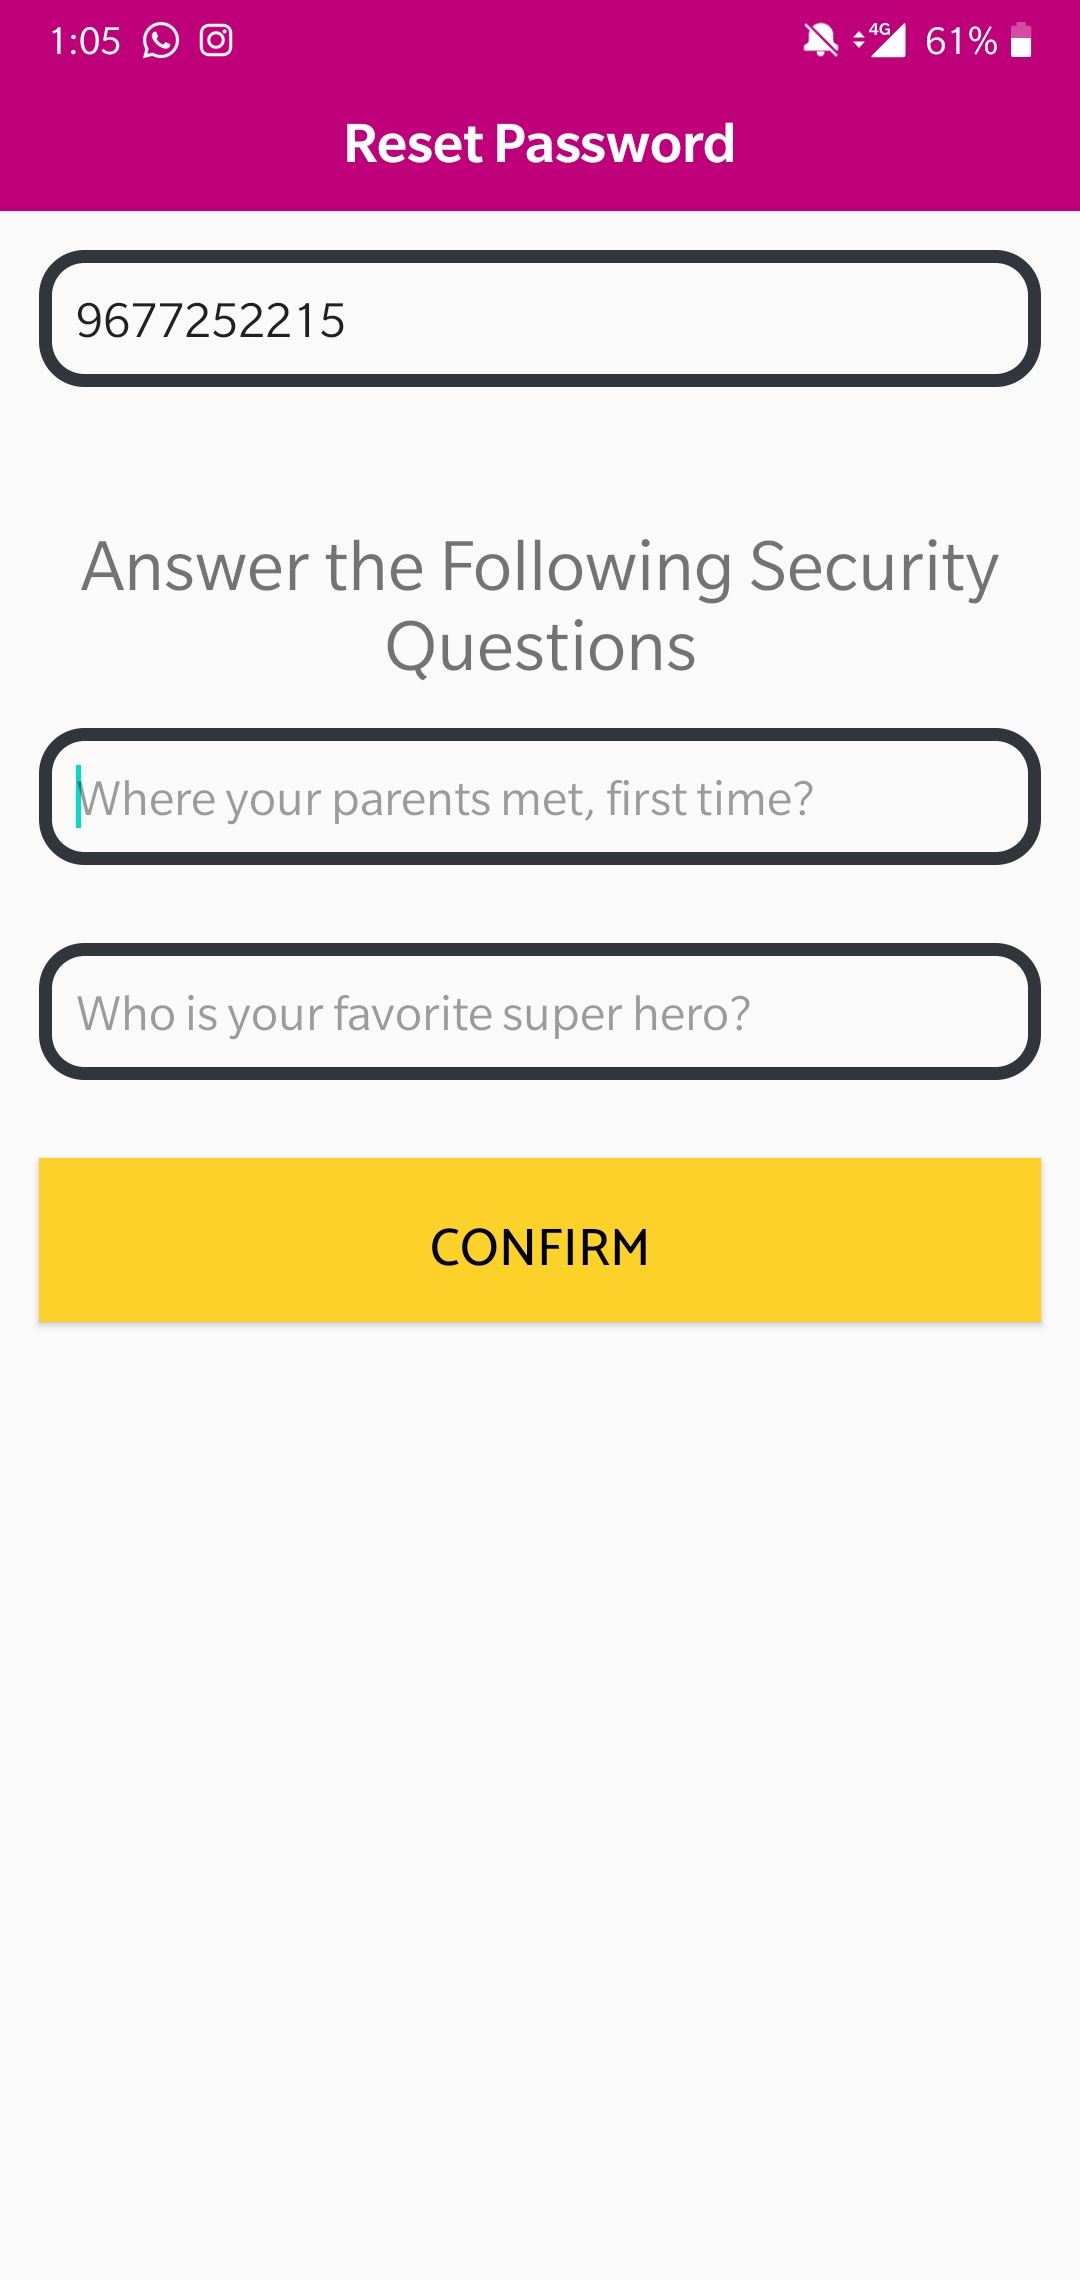 1:05 4G 61%
Reset Password
9677252215
Answer the Following Security
Questions
Where your parents met, first time?
Who is your favorite super hero?
CONFIRM